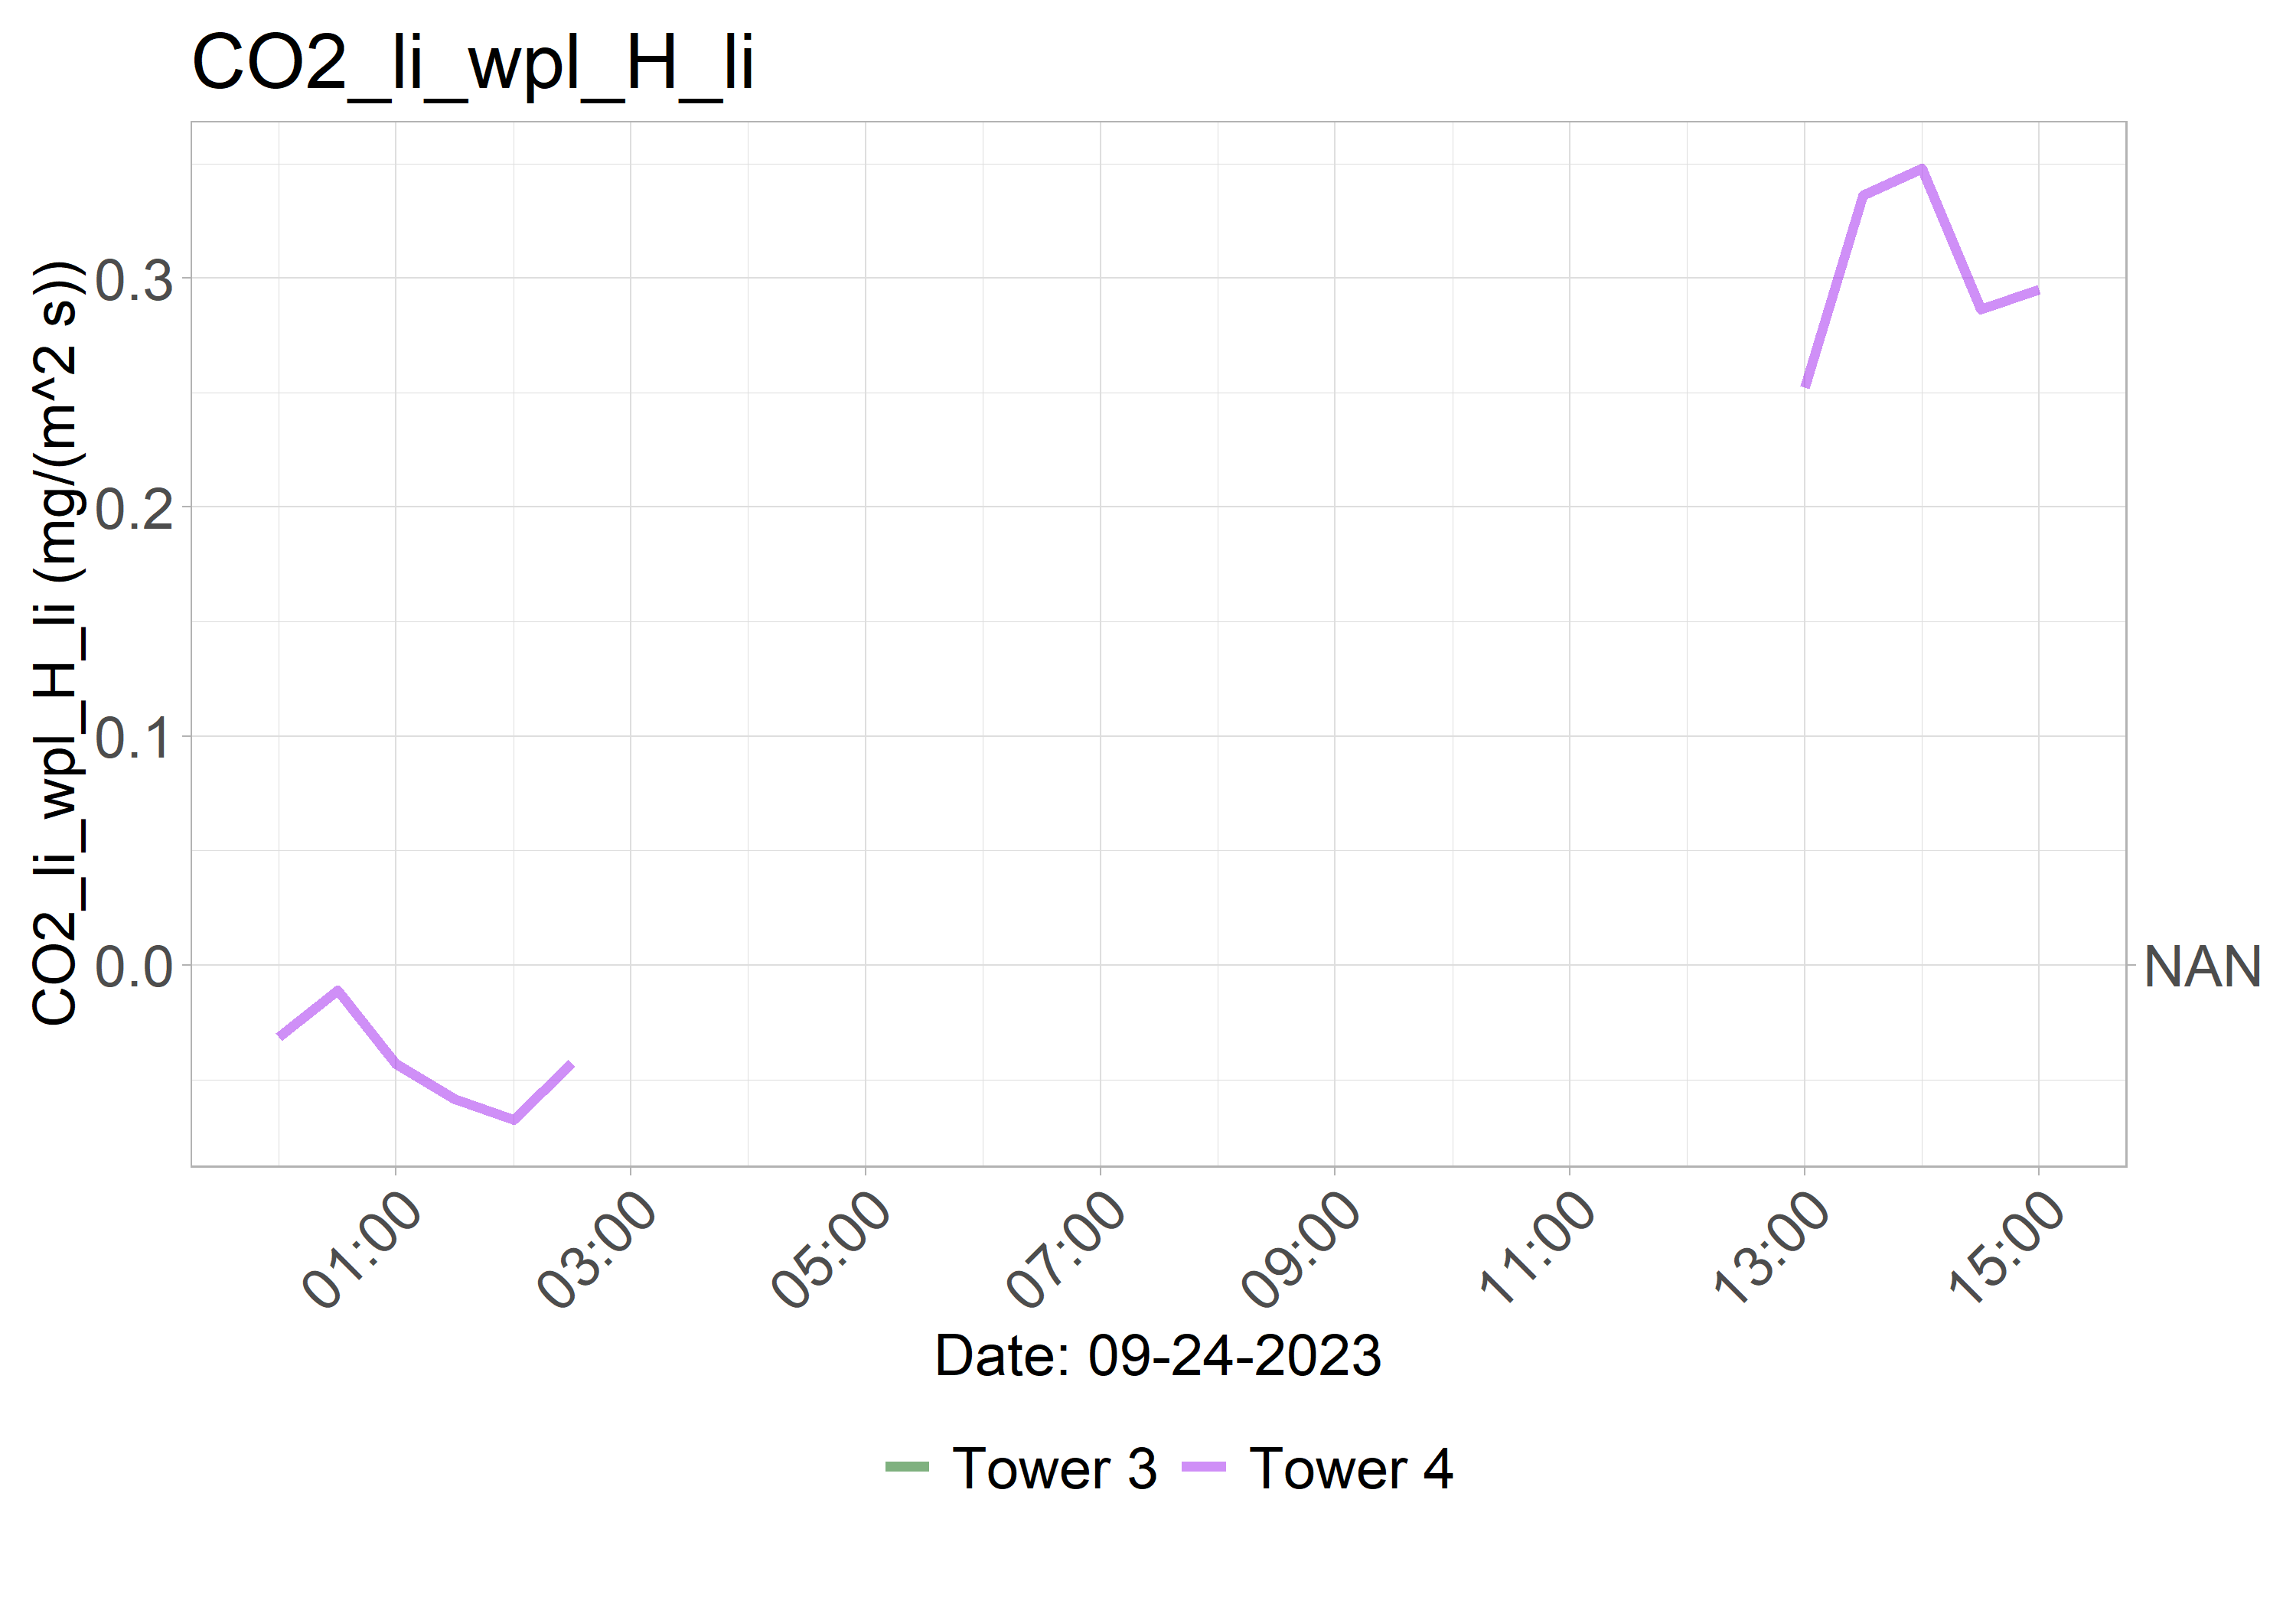 CO2_li_wpl_H_li
CO2_li_wpl_H_li (mg/(m^2 s))
0.3
0.2
0.1
0.0
NAN
01:00 03:00 05:00 07:00 09:00 11:00 13:00 15:00
Date: 09-24-2023
Tower 3 Tower 4